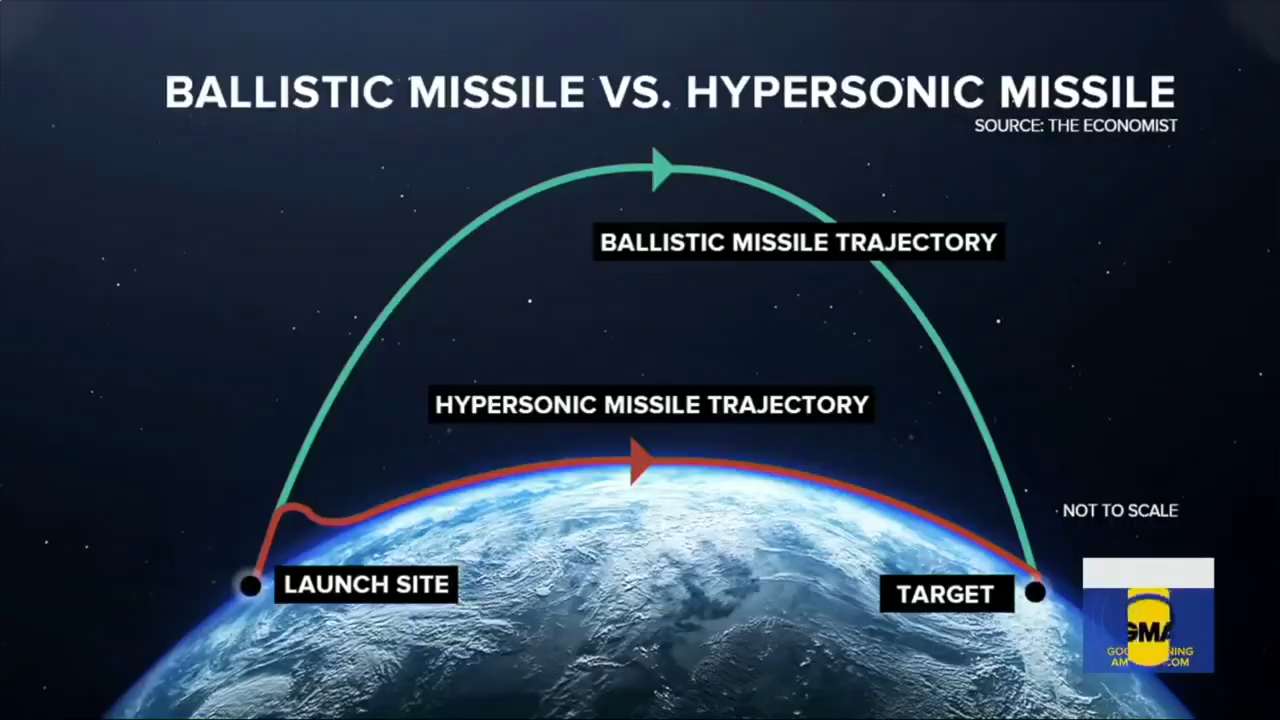 BALLISTIC MISSILE VS. HYPERSONIC MISSILE
SOURCE: THE ECONOMIST
BALLISTIC MISSILE TRAJECTORY
HYPERSONIC MISSILE TRAJECTORY
NOT TO SCALE
LAUNCH SITE
TARGET
GMA